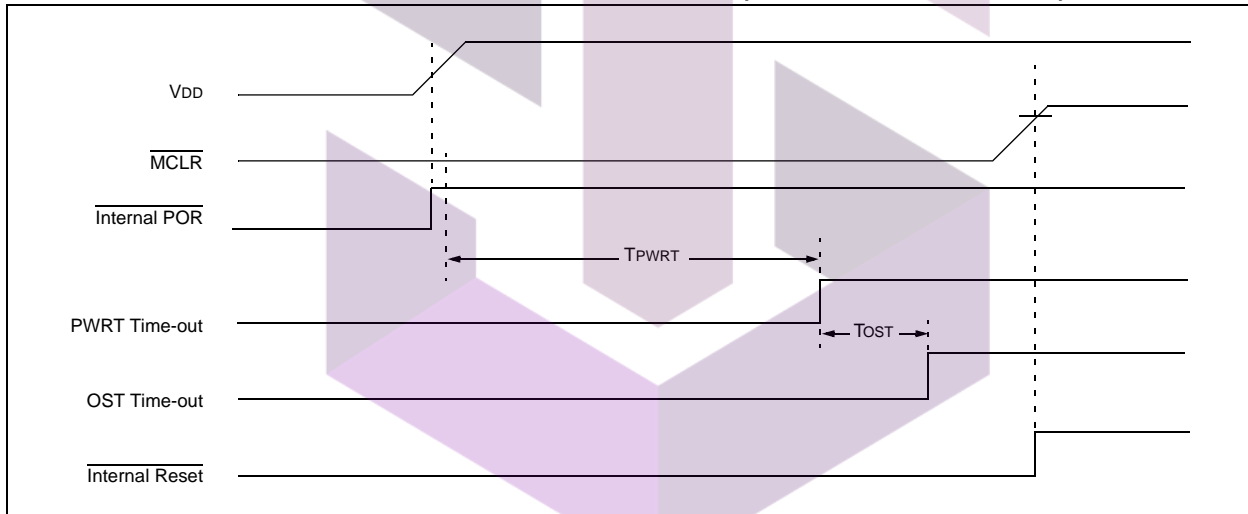 VDD
MCLR
Internal POR
TPWRT
PWRT Time-out
TOST
OST Time-out
Internal Reset